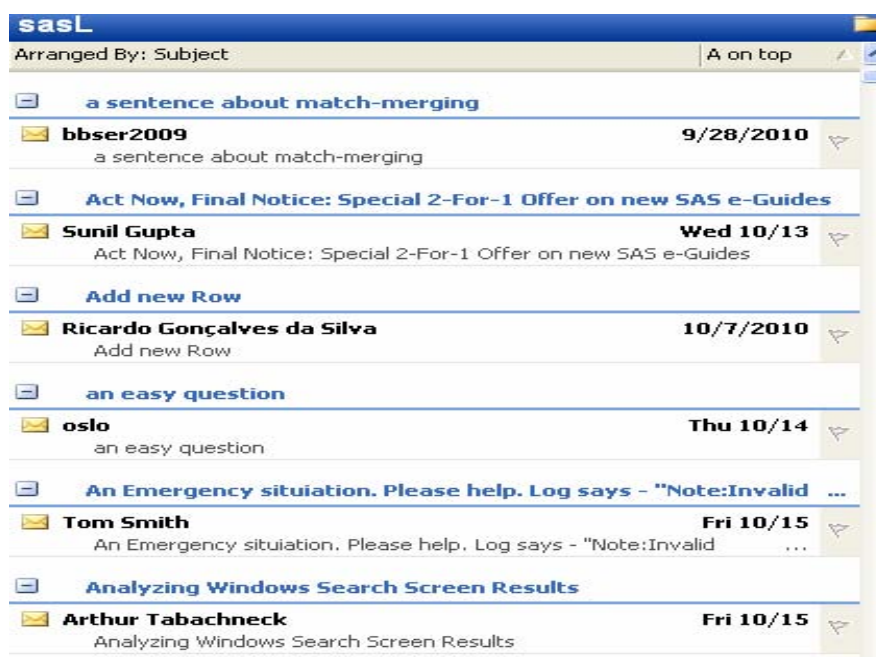 sasL
Arranged By: Subject A on top
a sentence about match-merging
bbser2009 9/28/2010
a sentence about match-merging
Act Now, Final Notice: Special 2-For-1 Offer on new SAS e-Guides
Sunil Gupta Wed 10/13
Act Now, Final Notice: Special 2-For-1 Offer on new SAS e-Guides
Add new Row
Ricardo Gonçalves da Silva 10/7/2010
Add new Row
an easy question
oslo Thu 10/14
an easy question
An Emergency situiation. Please help. Log says - "Note:Invalid ...
Tom Smith Fri 10/15
An Emergency situiation. Please help. Log says - "Note:Invalid ...
Analyzing Windows Search Screen Results
Arthur Tabachneck Fri 10/15
Analyzing Windows Search Screen Results